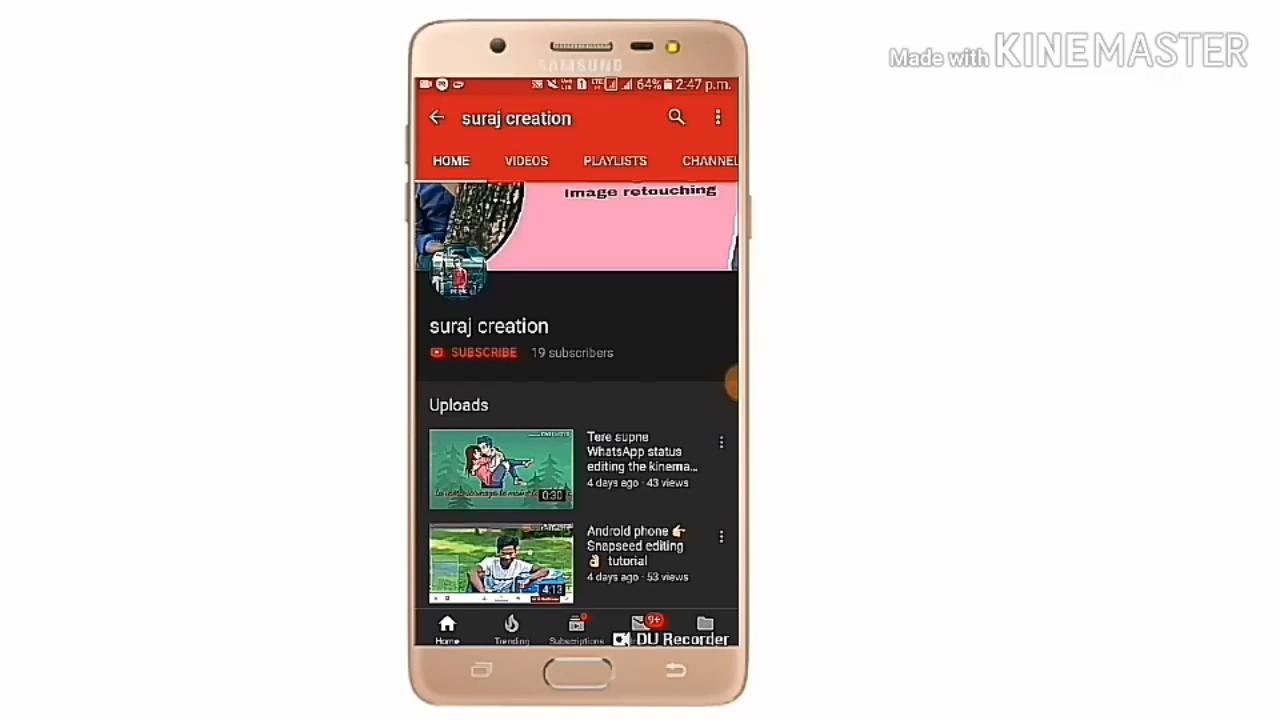 Made with KINEMASTER
SAMSUNG
64% 2:47 p.m.
suraj creation
HOME VIDEOS PLAYLISTS CHANNEL
Image retouching
suraj creation
SUBSCRIBE 19 subscribers
Uploads
Tere supne
WhatsApp status
editing the kinema...
4 days ago · 43 views
0:30
Android phone 👉
Snapseed editing
👌 tutorial
4 days ago · 53 views
4:13
9+
Home Trending Subscriptions
DU Recorder